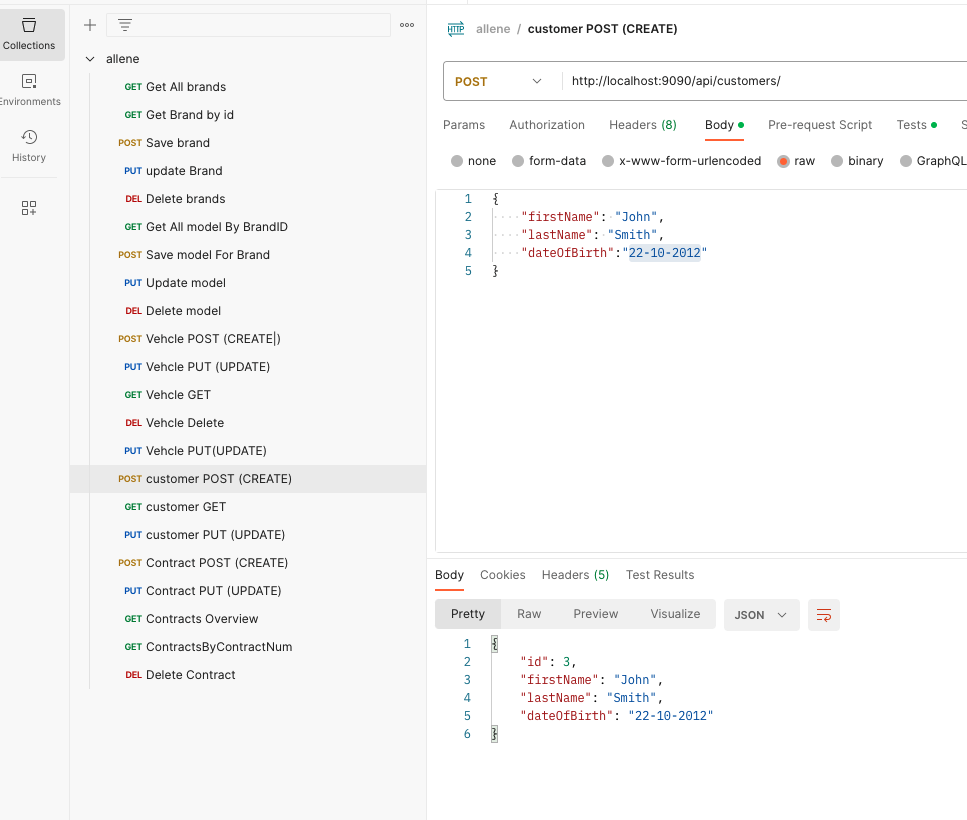 Collections
Environments
History
allene
GET Get All brands
GET Get Brand by id
POST Save brand
PUT update Brand
DEL Delete brands
GET Get All model By BrandID
POST Save model For Brand
PUT Update model
DEL Delete model
POST Vehcle POST (CREATE|)
PUT Vehcle PUT (UPDATE)
GET Vehcle GET
DEL Vehcle Delete
PUT Vehcle PUT(UPDATE)
POST customer POST (CREATE)
GET customer GET
PUT customer PUT (UPDATE)
POST Contract POST (CREATE)
PUT Contract PUT (UPDATE)
GET Contracts Overview
GET ContractsByContractNum
DEL Delete Contract
HTTP allene / customer POST (CREATE)
POST http://localhost:9090/api/customers/
Params Authorization Headers (8) Body Pre-request Script Tests S
none form-data x-www-form-urlencoded raw binary GraphQL
1 {
2 "firstName": "John",
3 "lastName": "Smith",
4 "dateOfBirth":"22-10-2012"
5 }
Body Cookies Headers (5) Test Results
Pretty Raw Preview Visualize JSON
1 {
2 "id": 3,
3 "firstName": "John",
4 "lastName": "Smith",
5 "dateOfBirth": "22-10-2012"
6 }